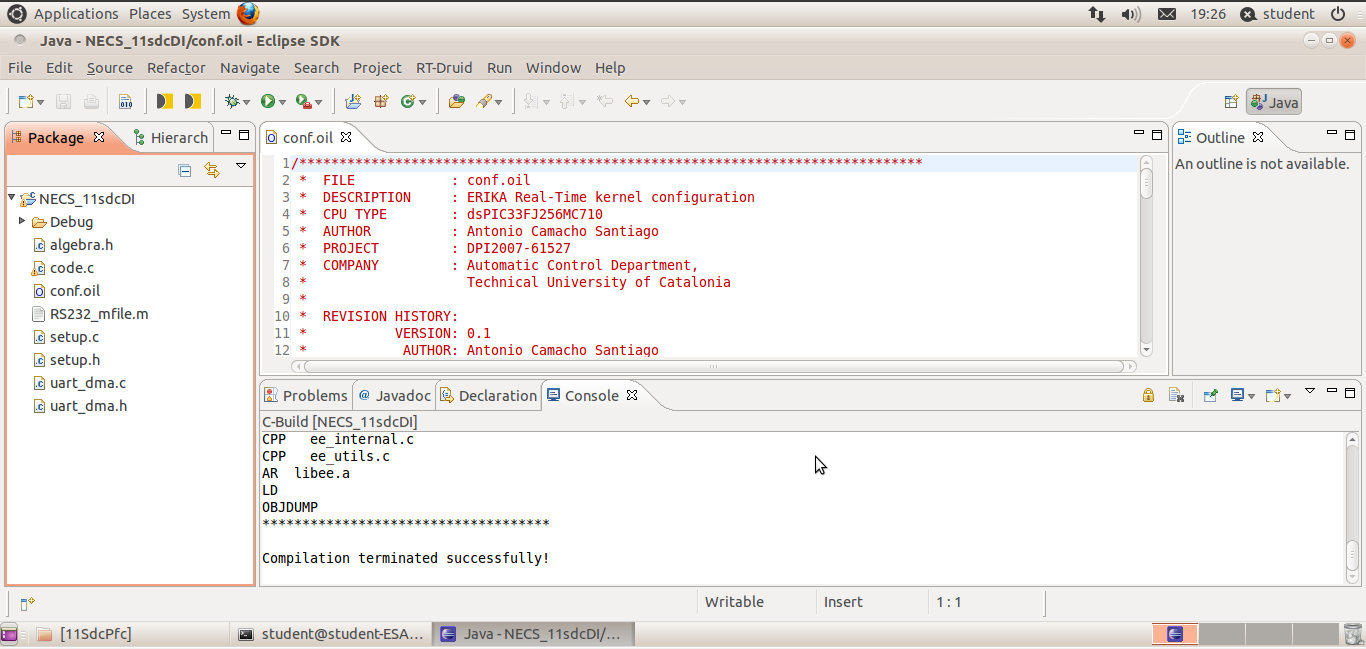 Applications Places System 19:26 student
Java - NECS_11sdcDI/conf.oil - Eclipse SDK
File Edit Source Refactor Navigate Search Project RT-Druid Run Window Help
010
Java
Package Hierarch
NECS_11sdcDI
Debug
algebra.h
code.c
conf.oil
RS232_mfile.m
setup.c
setup.h
uart_dma.c
uart_dma.h
conf.oil
1 /******************************************************************************
2 * FILE : conf.oil
3 * DESCRIPTION : ERIKA Real-Time kernel configuration
4 * CPU TYPE : dsPIC33FJ256MC710
5 * AUTHOR : Antonio Camacho Santiago
6 * PROJECT : DPI2007-61527
7 * COMPANY : Automatic Control Department,
8 * Technical University of Catalonia
9 *
10 * REVISION HISTORY:
11 * VERSION: 0.1
12 * AUTHOR: Antonio Camacho Santiago
Outline
An outline is not available.
Problems @ Javadoc Declaration Console
C-Build [NECS_11sdcDI]
CPP ee_internal.c
CPP ee_utils.c
AR libee.a
LD
OBJDUMP
************************************
Compilation terminated successfully!
Writable Insert 1 : 1
[11SdcPfc] student@student-ESA... Java - NECS_11sdcDI/...